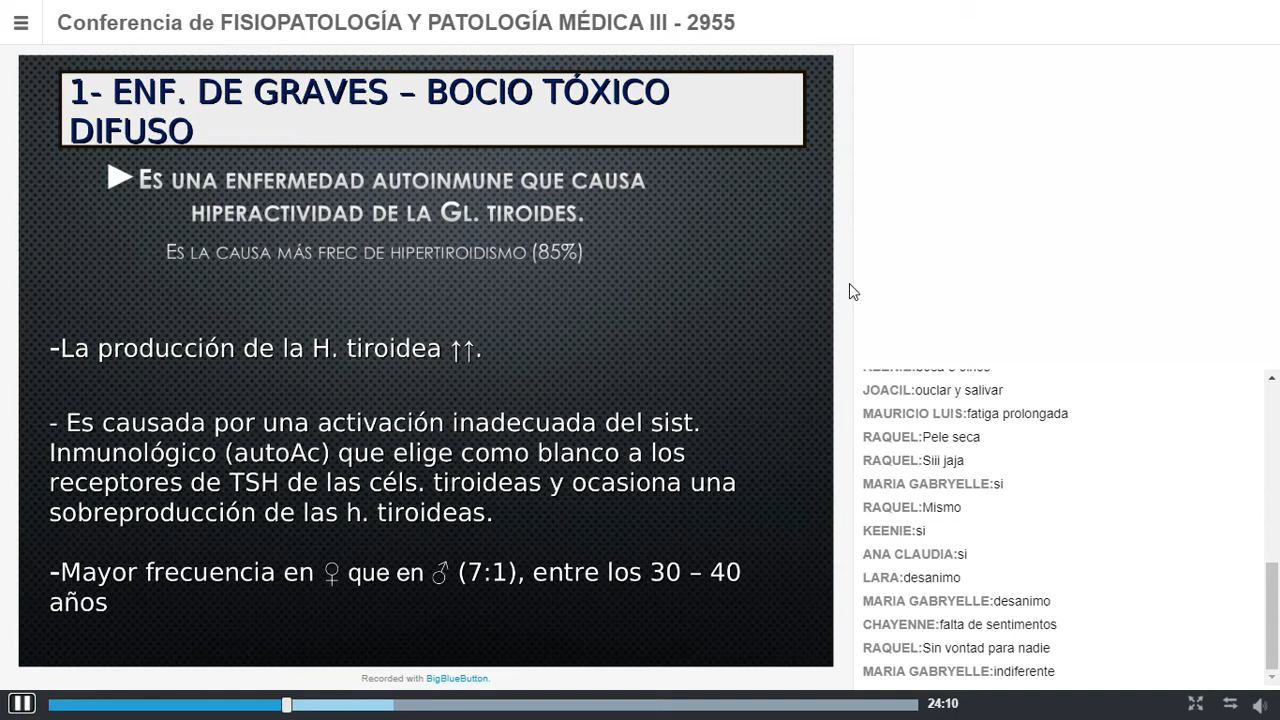 Conferencia de FISIOPATOLOGÍA Y PATOLOGÍA MÉDICA III - 2955
1- ENF. DE GRAVES – BOCIO TÓXICO
DIFUSO
ES UNA ENFERMEDAD AUTOINMUNE QUE CAUSA
HIPERACTIVIDAD DE LA GL. TIROIDES.
ES LA CAUSA MÁS FREC DE HIPERTIROIDISMO (85%)
-La producción de la H. tiroidea ↑↑.
- Es causada por una activación inadecuada del sist.
Inmunológico (autoAc) que elige como blanco a los
receptores de TSH de las céls. tiroideas y ocasiona una
sobreproducción de las h. tiroideas.
-Mayor frecuencia en ♀ que en ♂ (7:1), entre los 30 – 40
años
Recorded with BigBlueButton.
JOACIL:ouclar y salivar
MAURICIO LUIS:fatiga prolongada
RAQUEL:Pele seca
RAQUEL:Siii jaja
MARIA GABRYELLE:si
RAQUEL:Mismo
KEENIE:si
ANA CLAUDIA:si
LARA:desanimo
MARIA GABRYELLE:desanimo
CHAYENNE:falta de sentimentos
RAQUEL:Sin vontad para nadie
MARIA GABRYELLE:indiferente
24:10